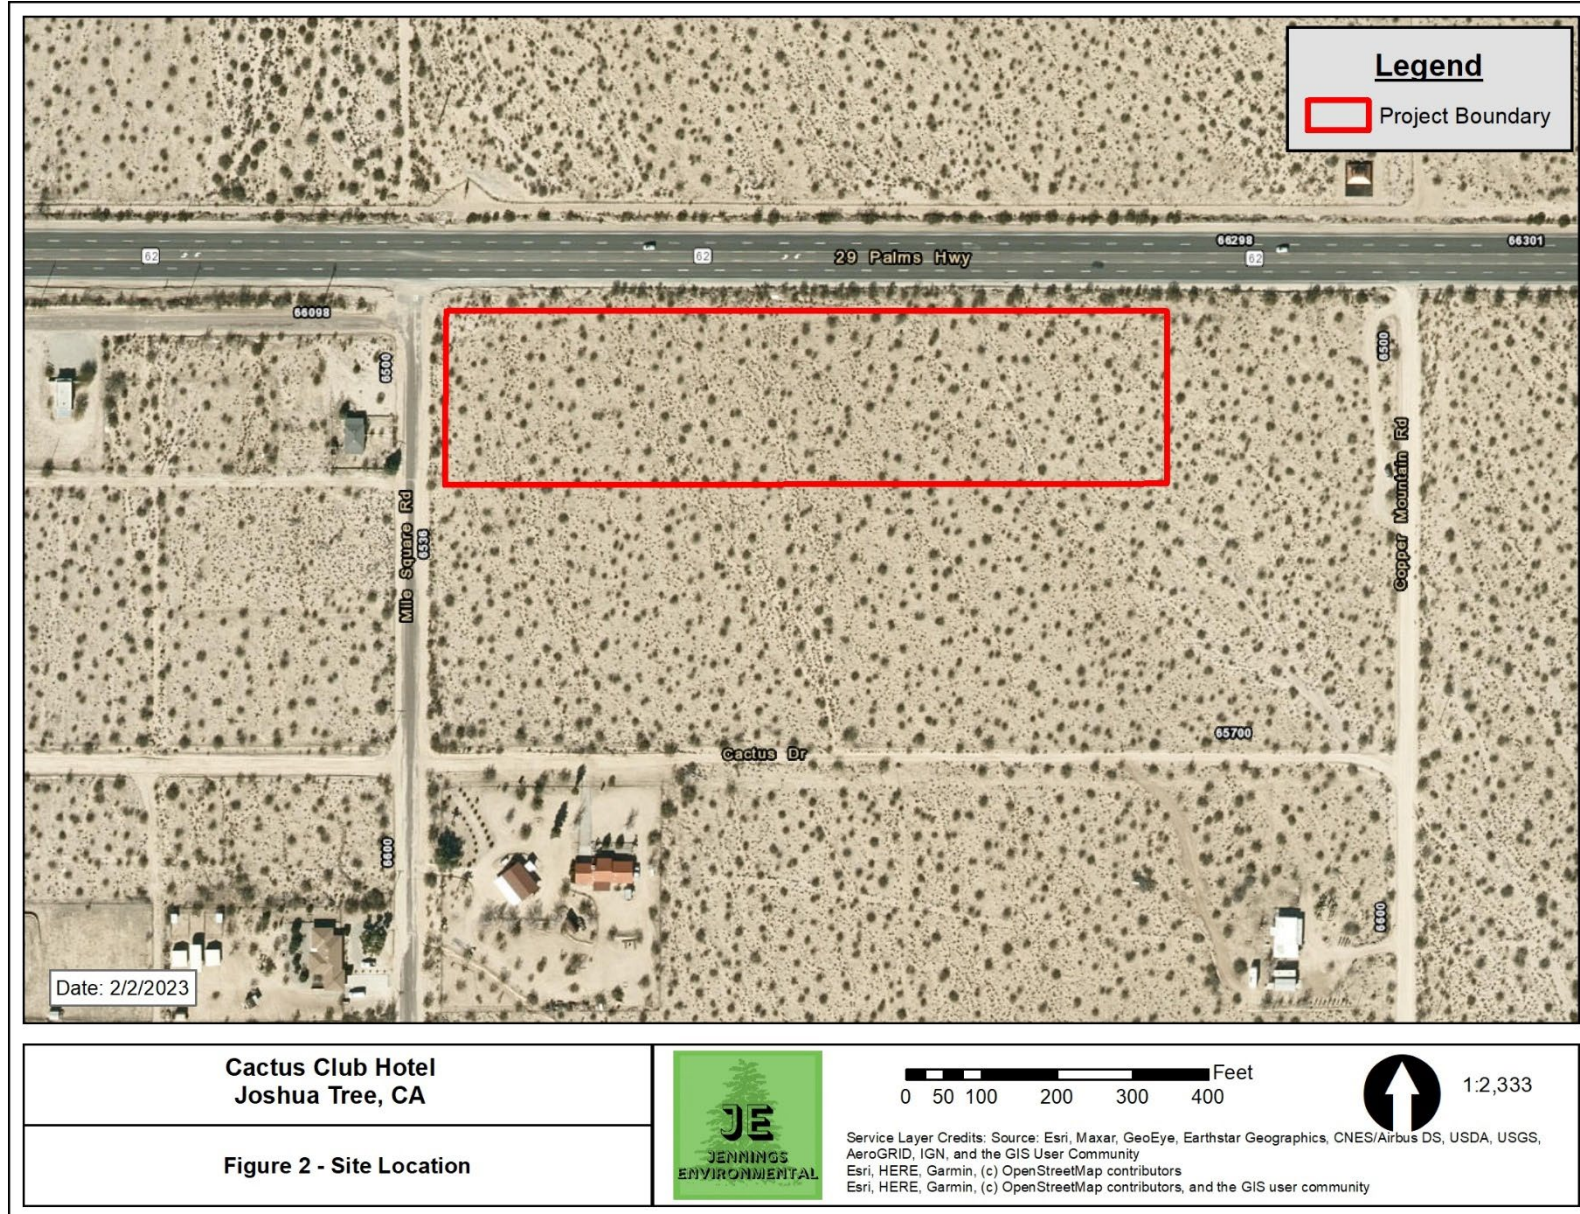 Legend
Project Boundary
66298
66301
62
62
62
29 Palms Hwy
66098
6500
6500
Mile Square Rd
6536
Copper Mountain Rd
65700
Cactus Dr
6600
6600
Date: 2/2/2023
Cactus Club Hotel
Joshua Tree, CA
Figure 2 - Site Location
JE
JENNINGS
ENVIRONMENTAL
Feet
0 50 100 200 300 400
1:2,333
Service Layer Credits: Source: Esri, Maxar, GeoEye, Earthstar Geographics, CNES/Airbus DS, USDA, USGS,
AeroGRID, IGN, and the GIS User Community
Esri, HERE, Garmin, (c) OpenStreetMap contributors
Esri, HERE, Garmin, (c) OpenStreetMap contributors, and the GIS user community